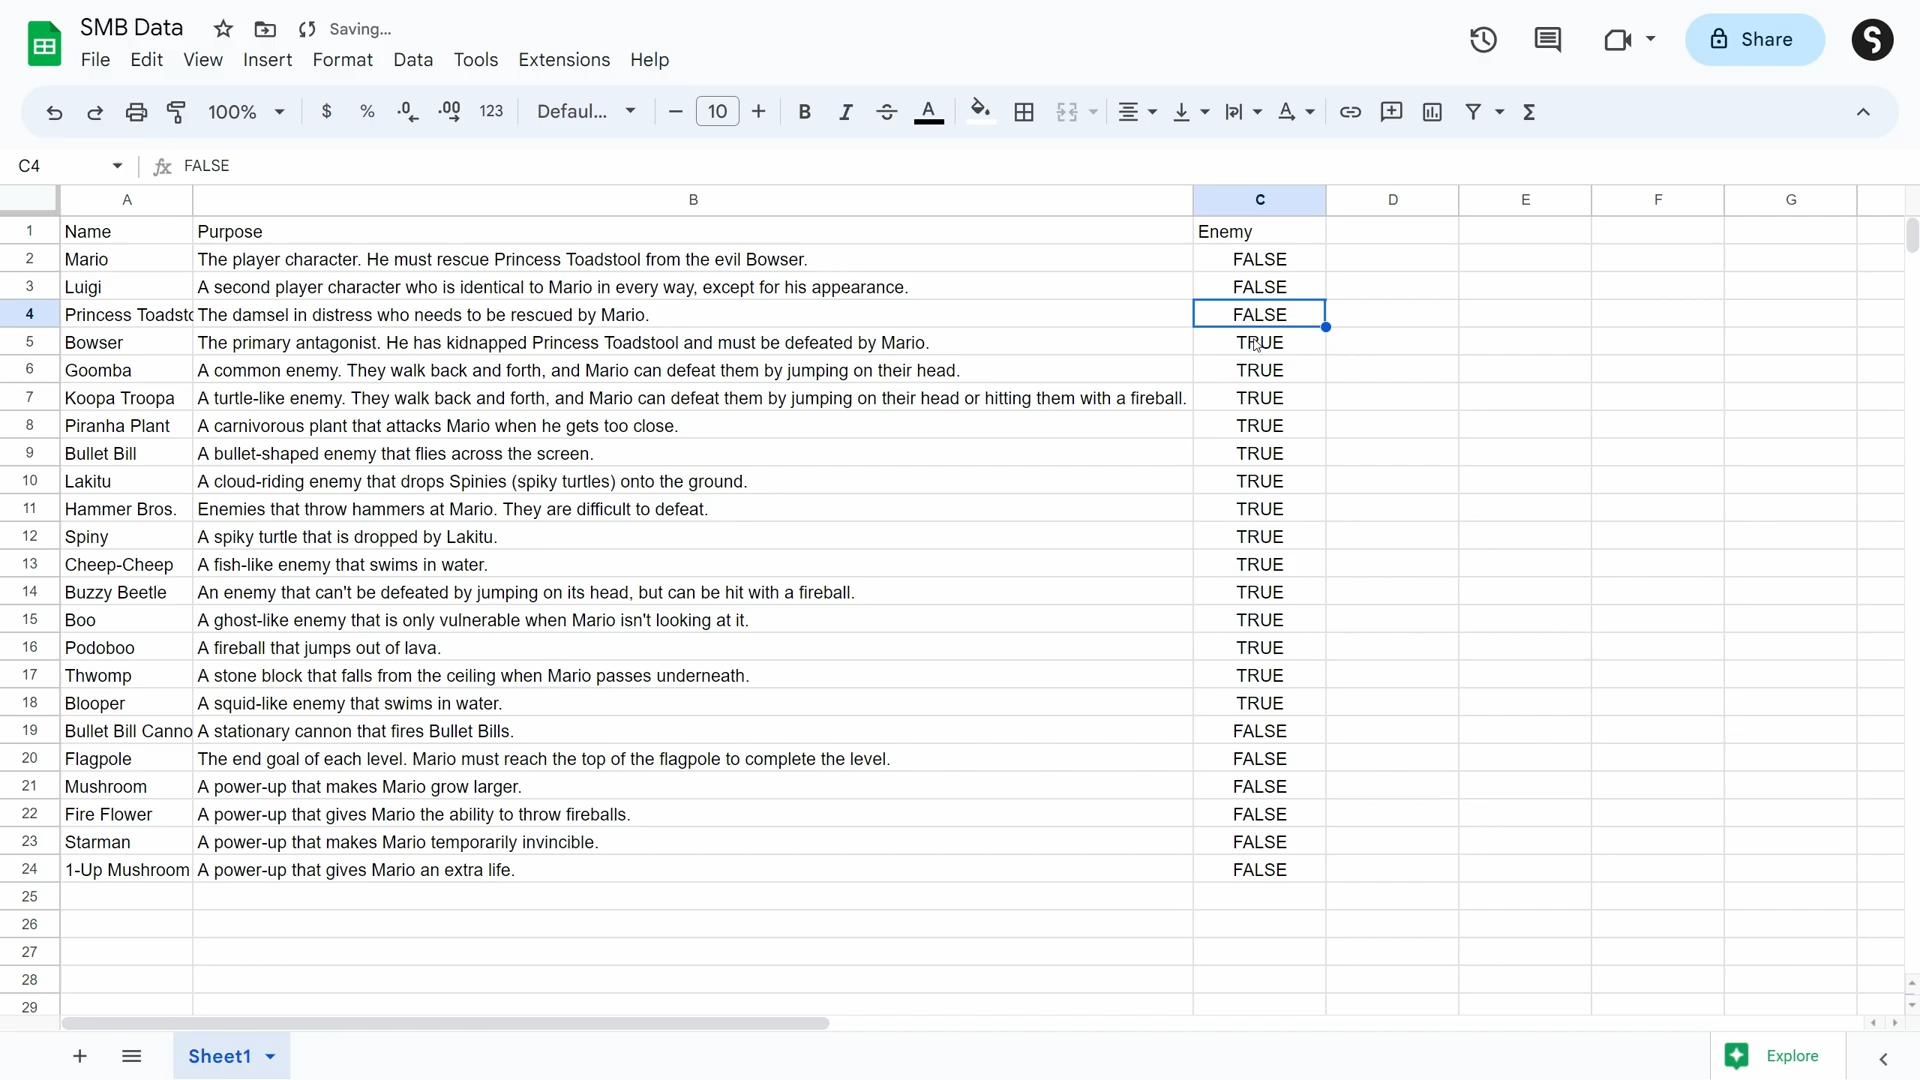 SMB Data Saving...
File Edit View Insert Format Data Tools Extensions Help
Share
100% $ % .0 .00 123 Defaul... 10 B I A
C4 fx FALSE
A B C D E F G
1 Name Purpose Enemy
2 Mario The player character. He must rescue Princess Toadstool from the evil Bowser. FALSE
3 Luigi A second player character who is identical to Mario in every way, except for his appearance. FALSE
4 Princess Toadsto The damsel in distress who needs to be rescued by Mario. FALSE
5 Bowser The primary antagonist. He has kidnapped Princess Toadstool and must be defeated by Mario. TRUE
6 Goomba A common enemy. They walk back and forth, and Mario can defeat them by jumping on their head. TRUE
7 Koopa Troopa A turtle-like enemy. They walk back and forth, and Mario can defeat them by jumping on their head or hitting them with a fireball. TRUE
8 Piranha Plant A carnivorous plant that attacks Mario when he gets too close. TRUE
9 Bullet Bill A bullet-shaped enemy that flies across the screen. TRUE
10 Lakitu A cloud-riding enemy that drops Spinies (spiky turtles) onto the ground. TRUE
11 Hammer Bros. Enemies that throw hammers at Mario. They are difficult to defeat. TRUE
12 Spiny A spiky turtle that is dropped by Lakitu. TRUE
13 Cheep-Cheep A fish-like enemy that swims in water. TRUE
14 Buzzy Beetle An enemy that can't be defeated by jumping on its head, but can be hit with a fireball. TRUE
15 Boo A ghost-like enemy that is only vulnerable when Mario isn't looking at it. TRUE
16 Podoboo A fireball that jumps out of lava. TRUE
17 Thwomp A stone block that falls from the ceiling when Mario passes underneath. TRUE
18 Blooper A squid-like enemy that swims in water. TRUE
19 Bullet Bill Canno A stationary cannon that fires Bullet Bills. FALSE
20 Flagpole The end goal of each level. Mario must reach the top of the flagpole to complete the level. FALSE
21 Mushroom A power-up that makes Mario grow larger. FALSE
22 Fire Flower A power-up that gives Mario the ability to throw fireballs. FALSE
23 Starman A power-up that makes Mario temporarily invincible. FALSE
24 1-Up Mushroom A power-up that gives Mario an extra life. FALSE
25
26
27
28
29
Sheet1 Explore